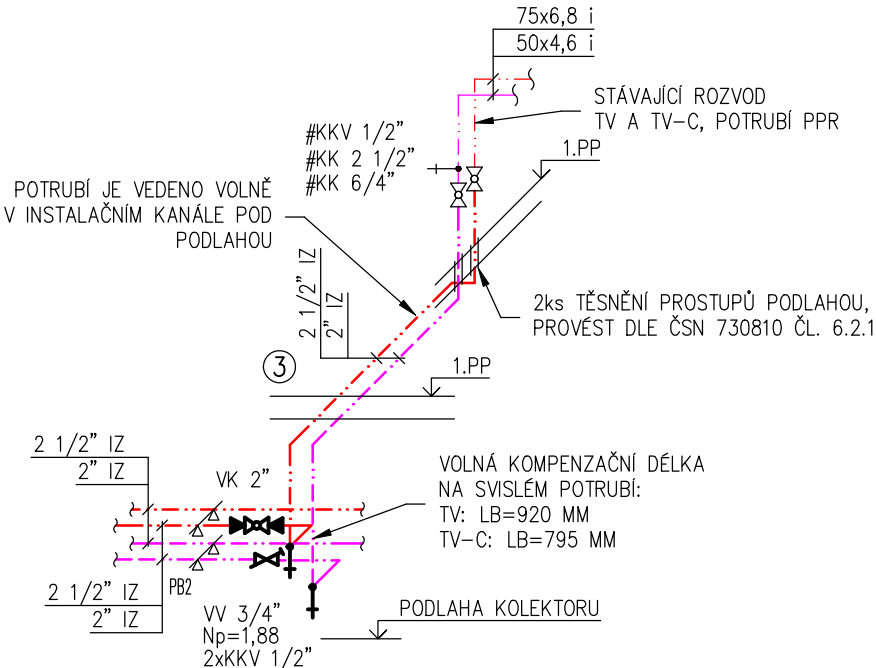 75x6,8 i
50x4,6 i
STÁVAJÍCÍ ROZVOD
TV A TV-C, POTRUBÍ PPR
#KKV 1/2"
#KK 2 1/2"
#KK 6/4"
1.PP
POTRUBÍ JE VEDENO VOLNĚ
V INSTALAČNÍM KANÁLE POD
PODLAHOU
2 1/2" IZ
2" IZ
2ks TĚSNĚNÍ PROSTUPŮ PODLAHOU,
PROVÉST DLE ČSN 730810 ČL. 6.2.1
3
1.PP
2 1/2" IZ
2" IZ
VK 2"
VOLNÁ KOMPENZAČNÍ DÉLKA
NA SVISLÉM POTRUBÍ:
TV: LB=920 MM
TV-C: LB=795 MM
2 1/2" IZ
2" IZ
PB2
VV 3/4"
Np=1,88
2xKKV 1/2"
PODLAHA KOLEKTORU